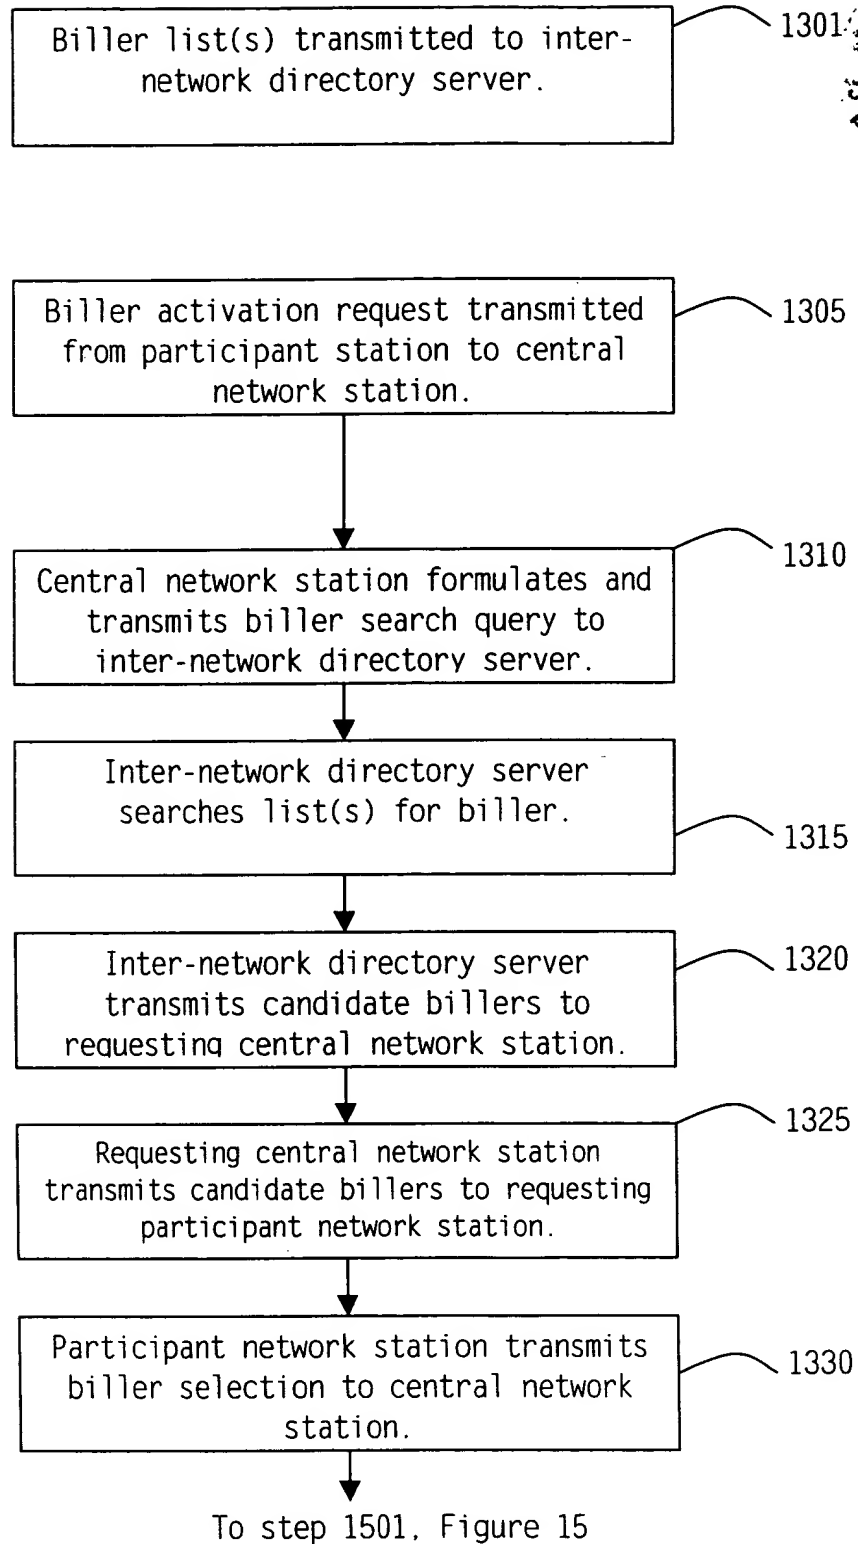 Biller list(s) transmitted to inter-
network directory server.
1301
Biller activation request transmitted
from participant station to central
network station.
1305
Central network station formulates and
transmits biller search query to
inter-network directory server.
1310
Inter-network directory server
searches list(s) for biller.
1315
Inter-network directory server
transmits candidate billers to
requesting central network station.
1320
Requesting central network station
transmits candidate billers to requesting
participant network station.
1325
Participant network station transmits
biller selection to central network
station.
1330
To step 1501, Figure 15